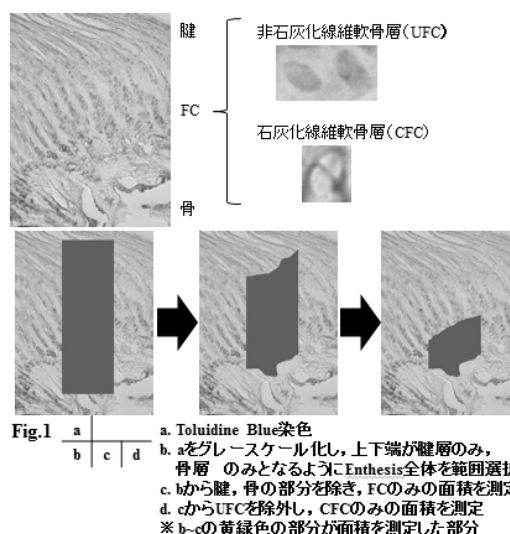 腱
非石灰化線維軟骨層(UFC)
FC
石灰化線維軟骨層(CFC)
骨
Fig.1
a
b c d
a. Toluidine Blue染色
b. aをグレースケール化し，上下端が腱層のみ，
骨層 のみとなるようにEnthesis全体を範囲選択
c. bから腱，骨の部分を除き，FCのみの面積を測定
d. cからUFCを除外し，CFCのみの面積を測定
※ b~cの黄緑色の部分が面積を測定した部分